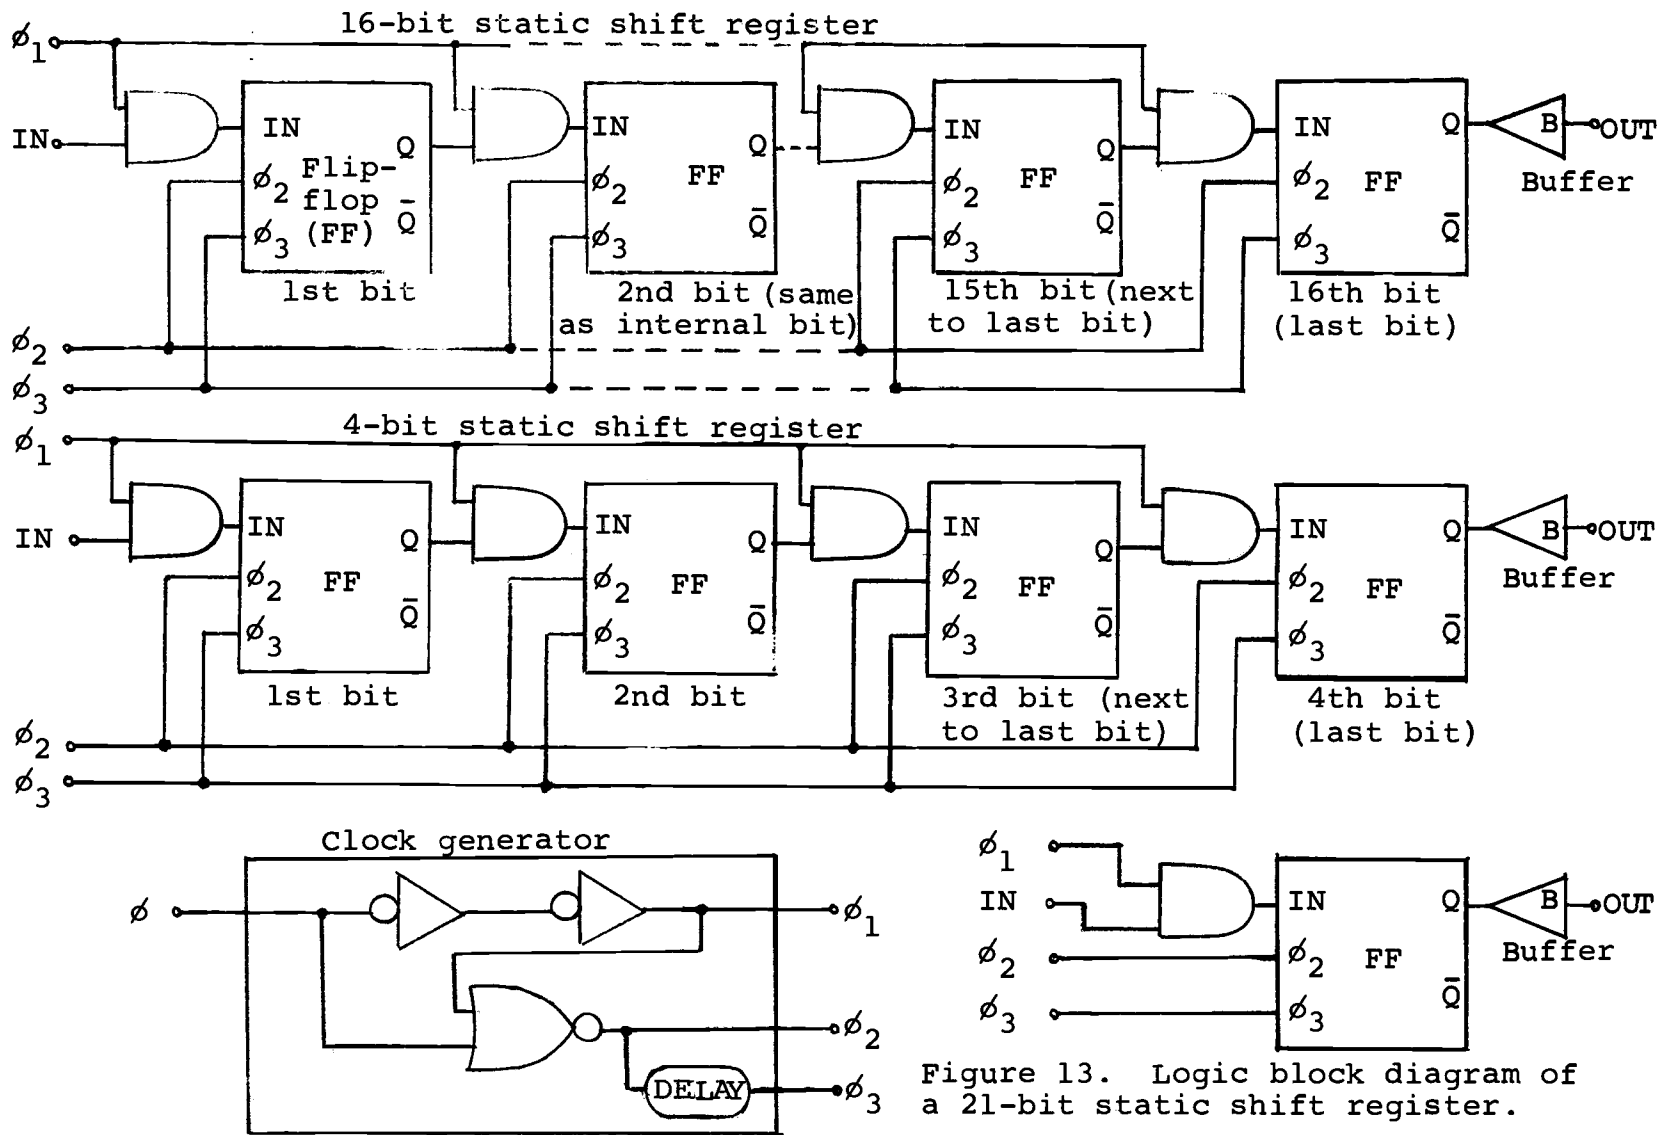 16-bit static shift register
ϕ1
IN
IN
ϕ2
ϕ3
Flip-
flop
(FF)
Q
Q̅
1st bit
IN
ϕ2
ϕ3
FF
Q
Q̅
2nd bit (same
as internal bit)
IN
ϕ2
ϕ3
FF
Q
Q̅
15th bit (next
to last bit)
IN
ϕ2
ϕ3
FF
Q
Q̅
16th bit
(last bit)
B
OUT
Buffer
ϕ2
ϕ3
4-bit static shift register
ϕ1
IN
IN
ϕ2
ϕ3
FF
Q
Q̅
1st bit
IN
ϕ2
ϕ3
FF
Q
Q̅
2nd bit
IN
ϕ2
ϕ3
FF
Q
Q̅
3rd bit (next
to last bit)
IN
ϕ2
ϕ3
FF
Q
Q̅
4th bit
(last bit)
B
OUT
Buffer
ϕ2
ϕ3
Clock generator
ϕ
ϕ1
ϕ2
DELAY
ϕ3
ϕ1
IN
ϕ2
ϕ3
IN
ϕ2
ϕ3
FF
Q
Q̅
B
OUT
Buffer
Figure 13. Logic block diagram of
a 21-bit static shift register.